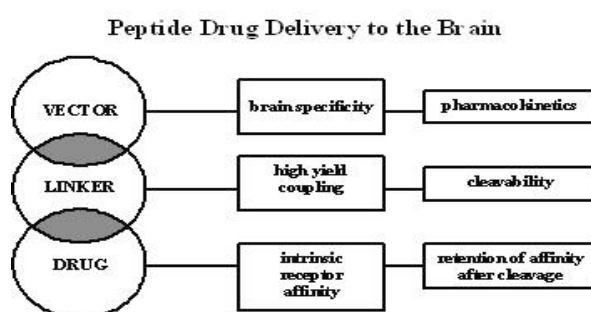 Peptide Drug Delivery to the Brain
VECTOR
brain specificity
pharmacokinetics
LINKER
high yield
coupling
cleavability
DRUG
intrinsic
receptor
affinity
retention of affinity
after cleavage